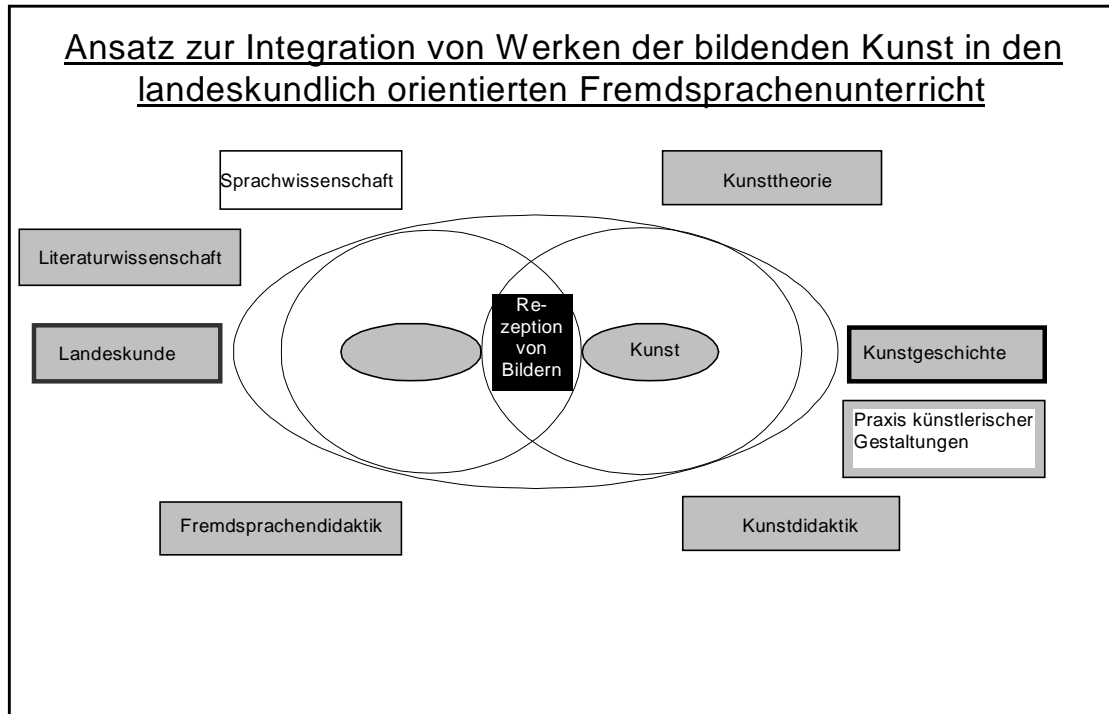 Ansatz zur Integration von Werken der bildenden Kunst in den
landeskundlich orientierten Fremdsprachenunterricht
Sprachwissenschaft
Kunsttheorie
Literaturwissenschaft
Re-
zeption
von
Bildern
Landeskunde
Kunst
Kunstgeschichte
Praxis künstlerischer
Gestaltungen
Fremdsprachendidaktik
Kunstdidaktik